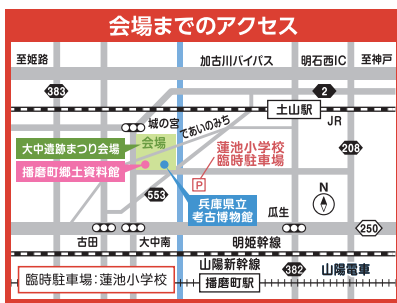 会場までのアクセス
至姫路
加古川バイパス
明石西IC
至神戸
383
2
土山駅
城の宮
であいのみち
JR
大中遺跡まつり会場
会場
蓮池小学校
臨時駐車場
208
播磨町郷土資料館
P
553
兵庫県立
考古博物館
N
瓜生
250
古田
大中南
明姫幹線
山陽新幹線
382
山陽電車
臨時駐車場:蓮池小学校
播磨町駅